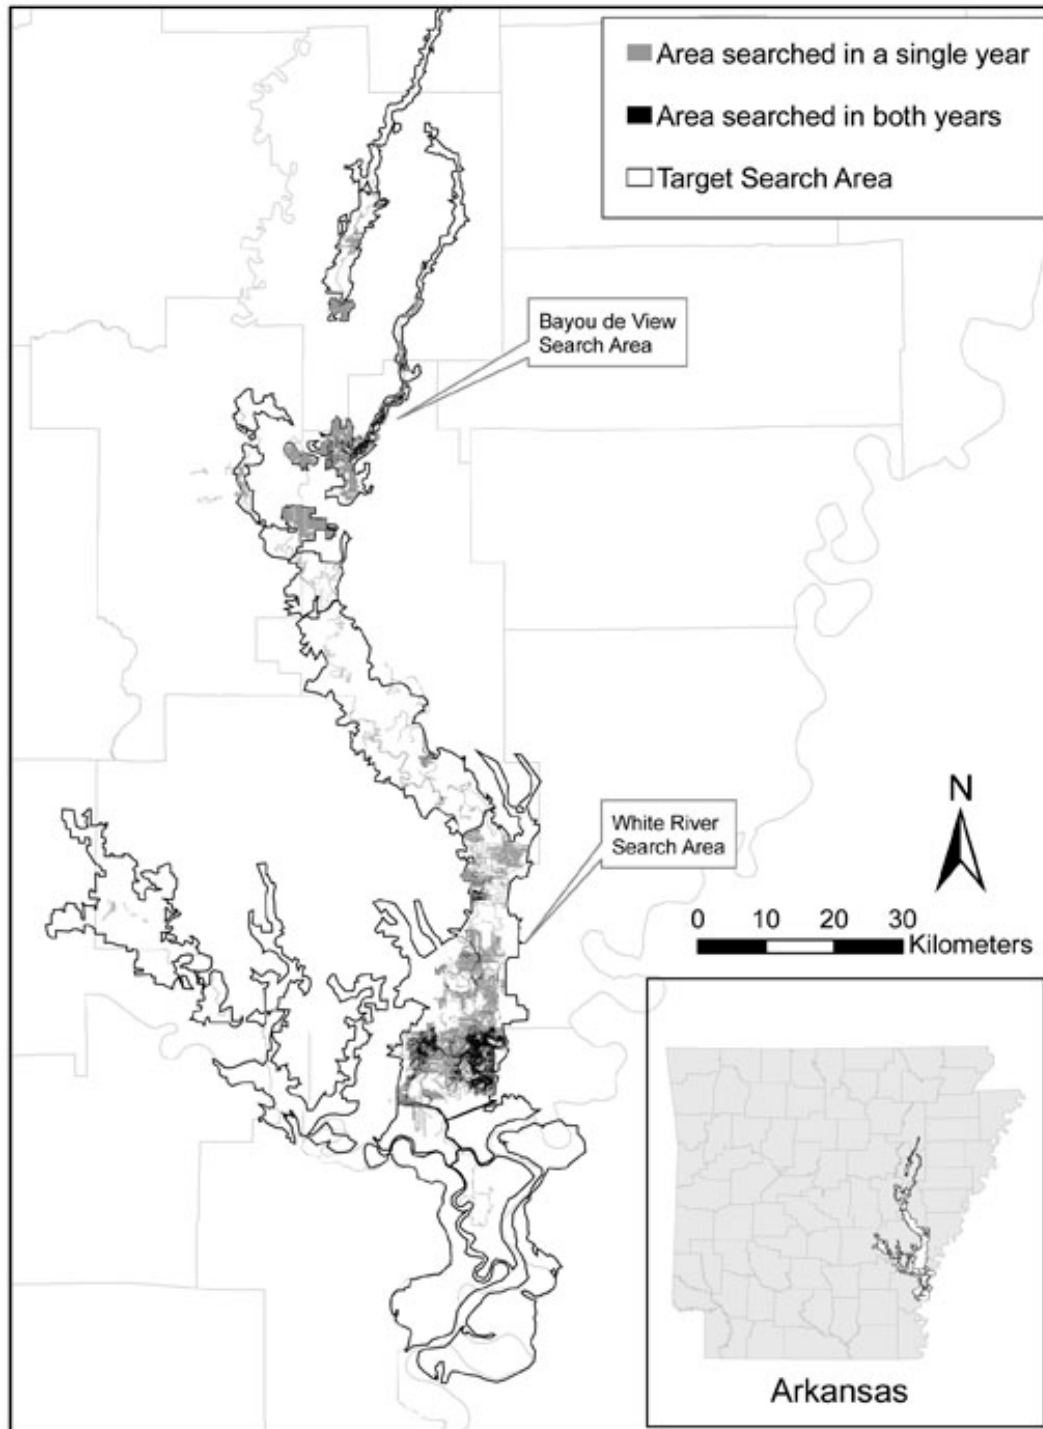 Area searched in a single year
Area searched in both years
Target Search Area
Bayou de View
Search Area
White River
Search Area
N
0 10 20 30
Kilometers
Arkansas